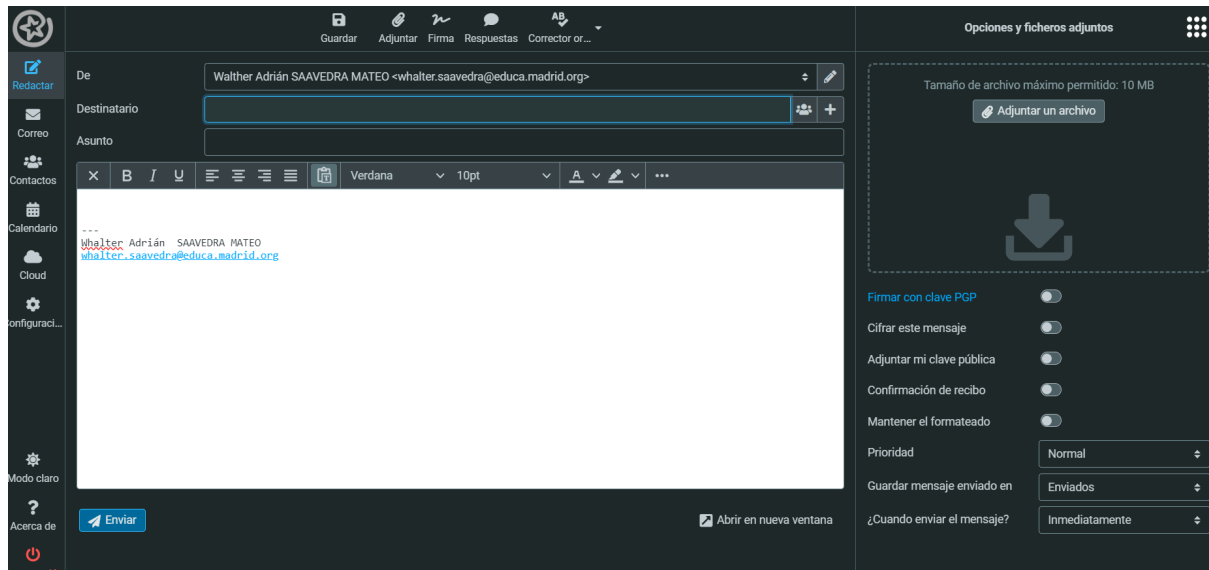 Guardar
Adjuntar
Firma
Respuestas
Corrector or...
Opciones y ficheros adjuntos
Redactar
Correo
Contactos
Calendario
Cloud
Configuraci...
Modo claro
Acerca de
De
Walther Adrián SAAVEDRA MATEO <whalter.saavedra@educa.madrid.org>
Destinatario
Asunto
B I U Verdana 10pt A ...
---
Whalter Adrián SAAVEDRA MATEO
whalter.saavedra@educa.madrid.org
Enviar
Abrir en nueva ventana
Tamaño de archivo máximo permitido: 10 MB
Adjuntar un archivo
Firmar con clave PGP
Cifrar este mensaje
Adjuntar mi clave pública
Confirmación de recibo
Mantener el formateado
Prioridad Normal
Guardar mensaje enviado en Enviados
¿Cuando enviar el mensaje? Inmediatamente